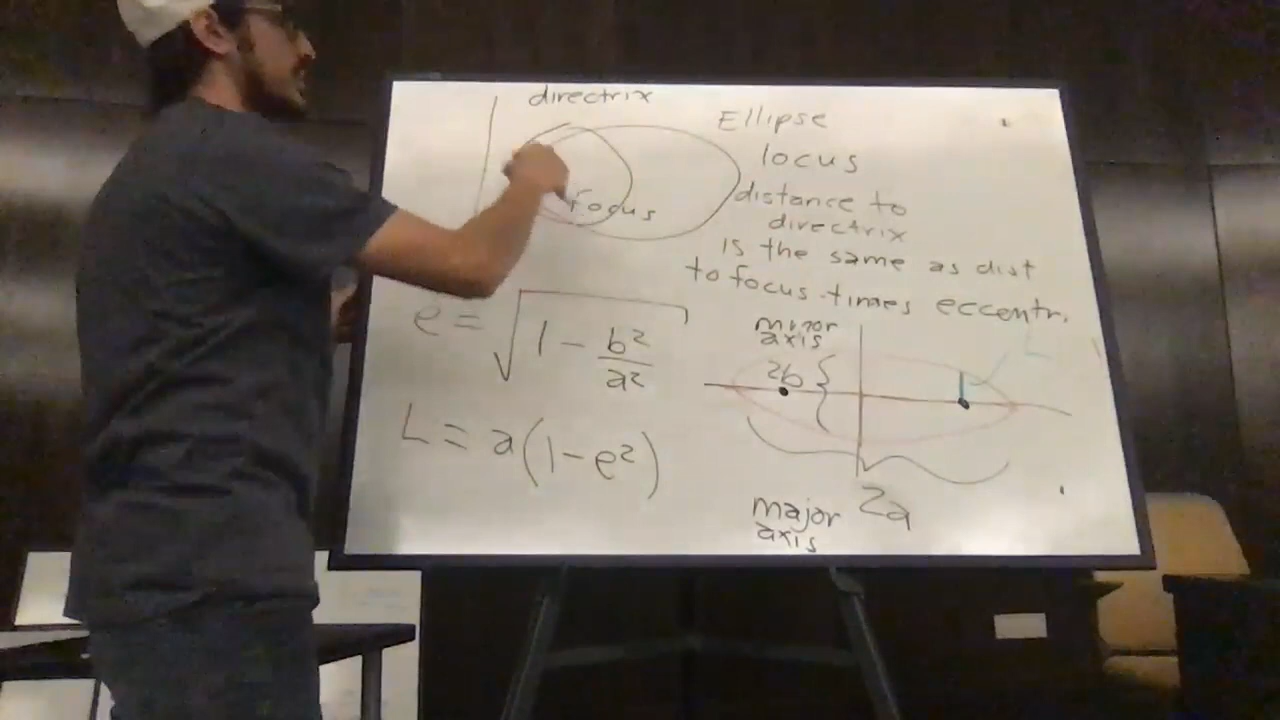 directrix
Focus
Ellipse
locus
distance to
directrix
is the same as dist
to focus times eccentr.
e = √(1 - b²/a²)
L = a(1-e²)
minor
axis
2b
L
2a
major
axis